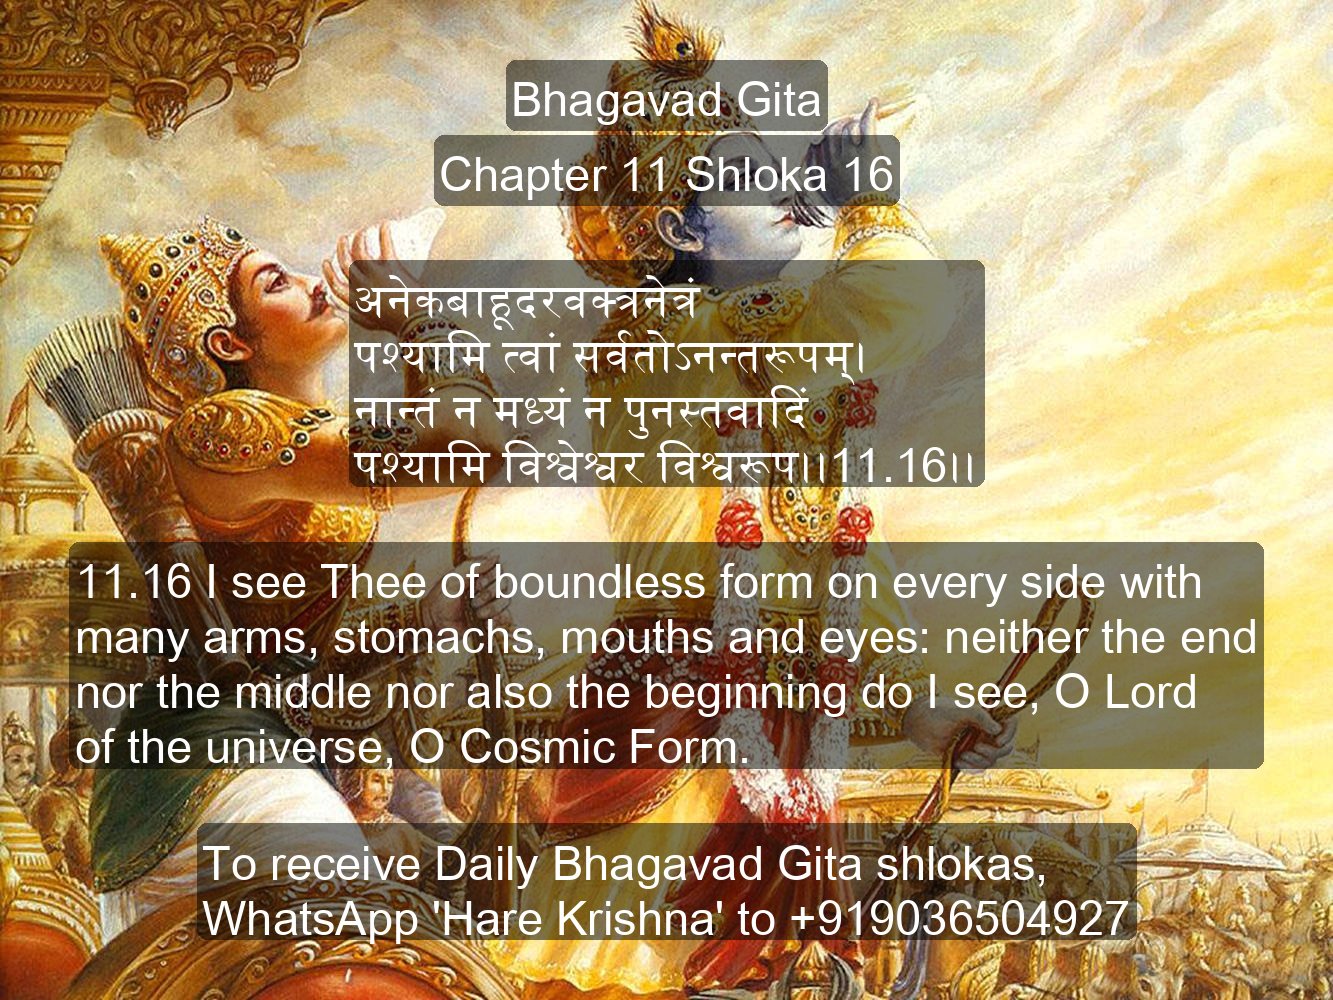 Bhagavad Gita
Chapter 11 Shloka 16
अनेकबाहूदरवक्त्रनेत्रं
पश्यामि त्वां सर्वतोऽनन्तरूपम्।
नान्तं न मध्यं न पुनस्तवादिं
पश्यामि विश्वेश्वर विश्वरूप।।11.16।।
11.16 I see Thee of boundless form on every side with
many arms, stomachs, mouths and eyes: neither the end
nor the middle nor also the beginning do I see, O Lord
of the universe, O Cosmic Form.
To receive Daily Bhagavad Gita shlokas,
WhatsApp 'Hare Krishna' to +919036504927